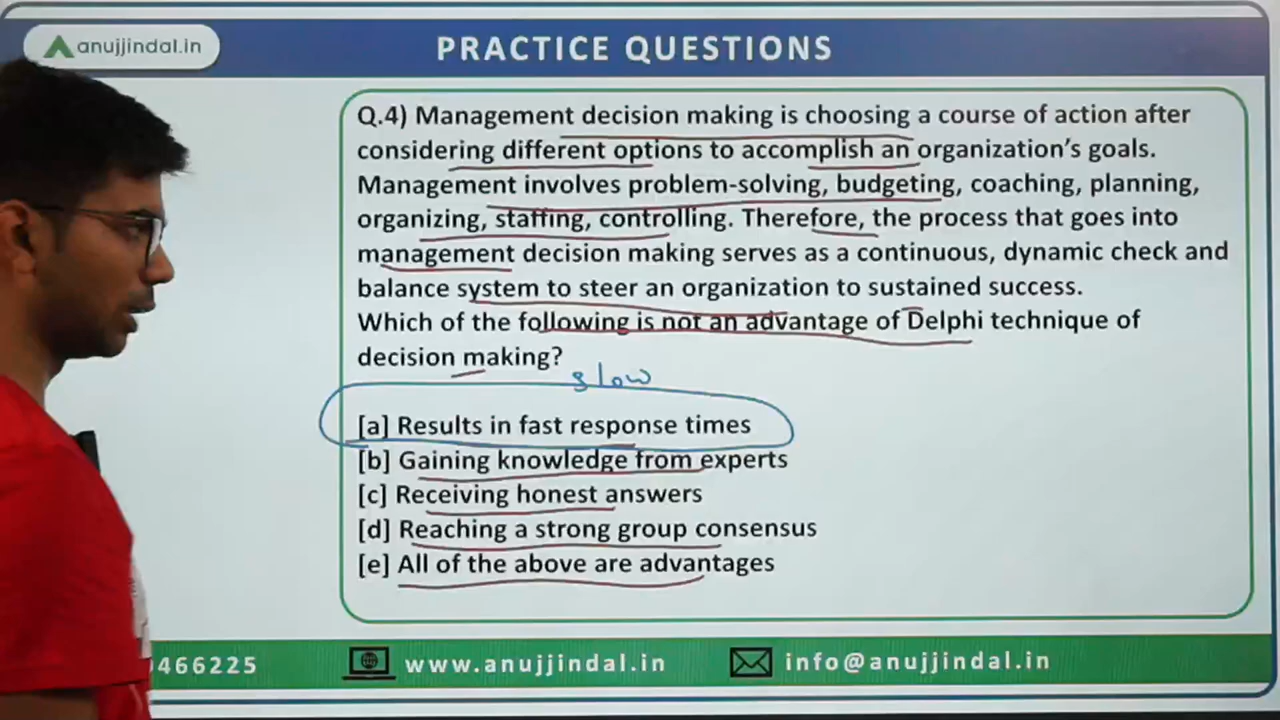 anujjindal.in
PRACTICE QUESTIONS
Q.4) Management decision making is choosing a course of action after
considering different options to accomplish an organization's goals.
Management involves problem-solving, budgeting, coaching, planning,
organizing, staffing, controlling. Therefore, the process that goes into
management decision making serves as a continuous, dynamic check and
balance system to steer an organization to sustained success.
Which of the following is not an advantage of Delphi technique of
decision making?
slow
[a] Results in fast response times
[b] Gaining knowledge from experts
[c] Receiving honest answers
[d] Reaching a strong group consensus
[e] All of the above are advantages
466225
www.anujjindal.in
info@anujjindal.in